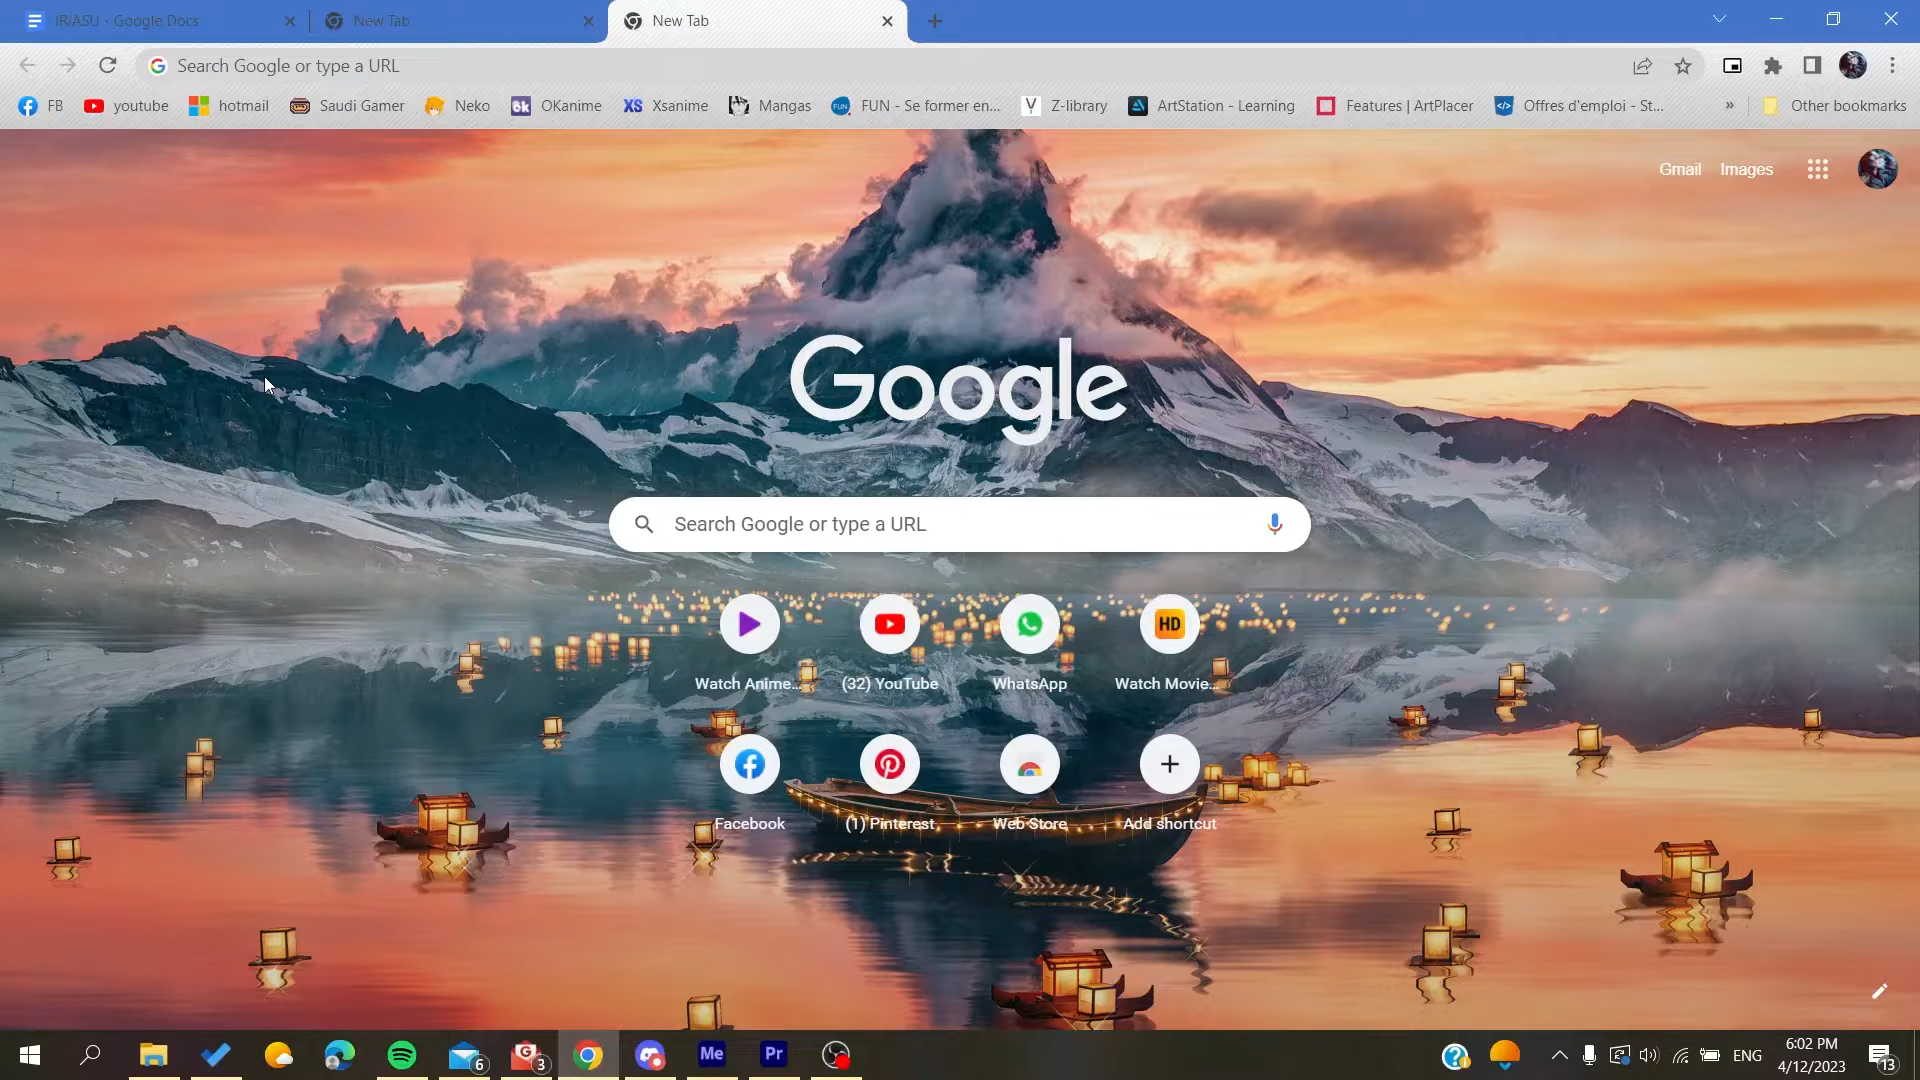 IRIASU - Google Docs
New Tab
New Tab
Search Google or type a URL
FB
youtube
hotmail
Saudi Gamer
Neko
OKanime
Xsanime
Mangas
FUN - Se former en...
Z-library
ArtStation - Learning
Features | ArtPlacer
Offres d'emploi - St...
»
Other bookmarks
Gmail
Images
Google
Search Google or type a URL
HD
Watch Anime...
(32) YouTube
WhatsApp
Watch Movie...
Facebook
(1) Pinterest
Web Store
Add shortcut
6
3
Me
Pr
ENG
6:02 PM
4/12/2023
13